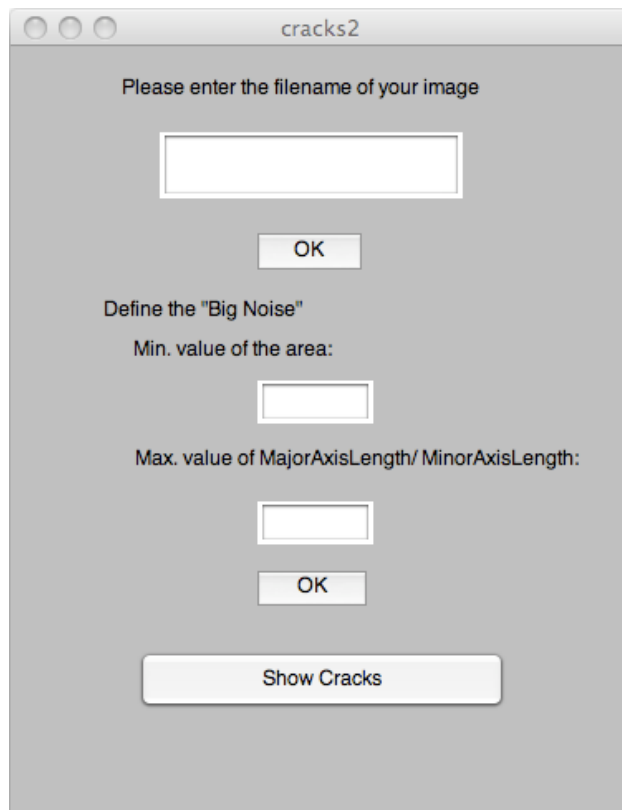 cracks2
Please enter the filename of your image
OK
Define the "Big Noise"
Min. value of the area:
Max. value of MajorAxisLength/ MinorAxisLength:
OK
Show Cracks